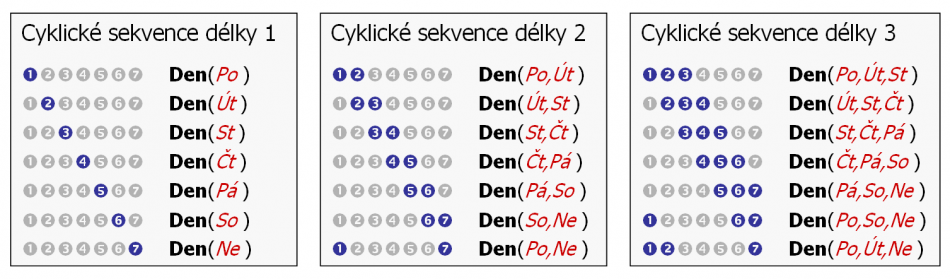 Cyklické sekvence délky 1
1 2 3 4 5 6 7 Den(Po )
1 2 3 4 5 6 7 Den(Út )
1 2 3 4 5 6 7 Den(St )
1 2 3 4 5 6 7 Den(Čt )
1 2 3 4 5 6 7 Den(Pá )
1 2 3 4 5 6 7 Den(So )
1 2 3 4 5 6 7 Den(Ne )
Cyklické sekvence délky 2
1 2 3 4 5 6 7 Den(Po,Út )
1 2 3 4 5 6 7 Den(Út,St )
1 2 3 4 5 6 7 Den(St,Čt )
1 2 3 4 5 6 7 Den(Čt,Pá )
1 2 3 4 5 6 7 Den(Pá,So )
1 2 3 4 5 6 7 Den(So,Ne )
1 2 3 4 5 6 7 Den(Po,Ne )
Cyklické sekvence délky 3
1 2 3 4 5 6 7 Den(Po,Út,St )
1 2 3 4 5 6 7 Den(Út,St,Čt )
1 2 3 4 5 6 7 Den(St,Čt,Pá )
1 2 3 4 5 6 7 Den(Čt,Pá,So )
1 2 3 4 5 6 7 Den(Pá,So,Ne )
1 2 3 4 5 6 7 Den(Po,So,Ne )
1 2 3 4 5 6 7 Den(Po,Út,Ne )